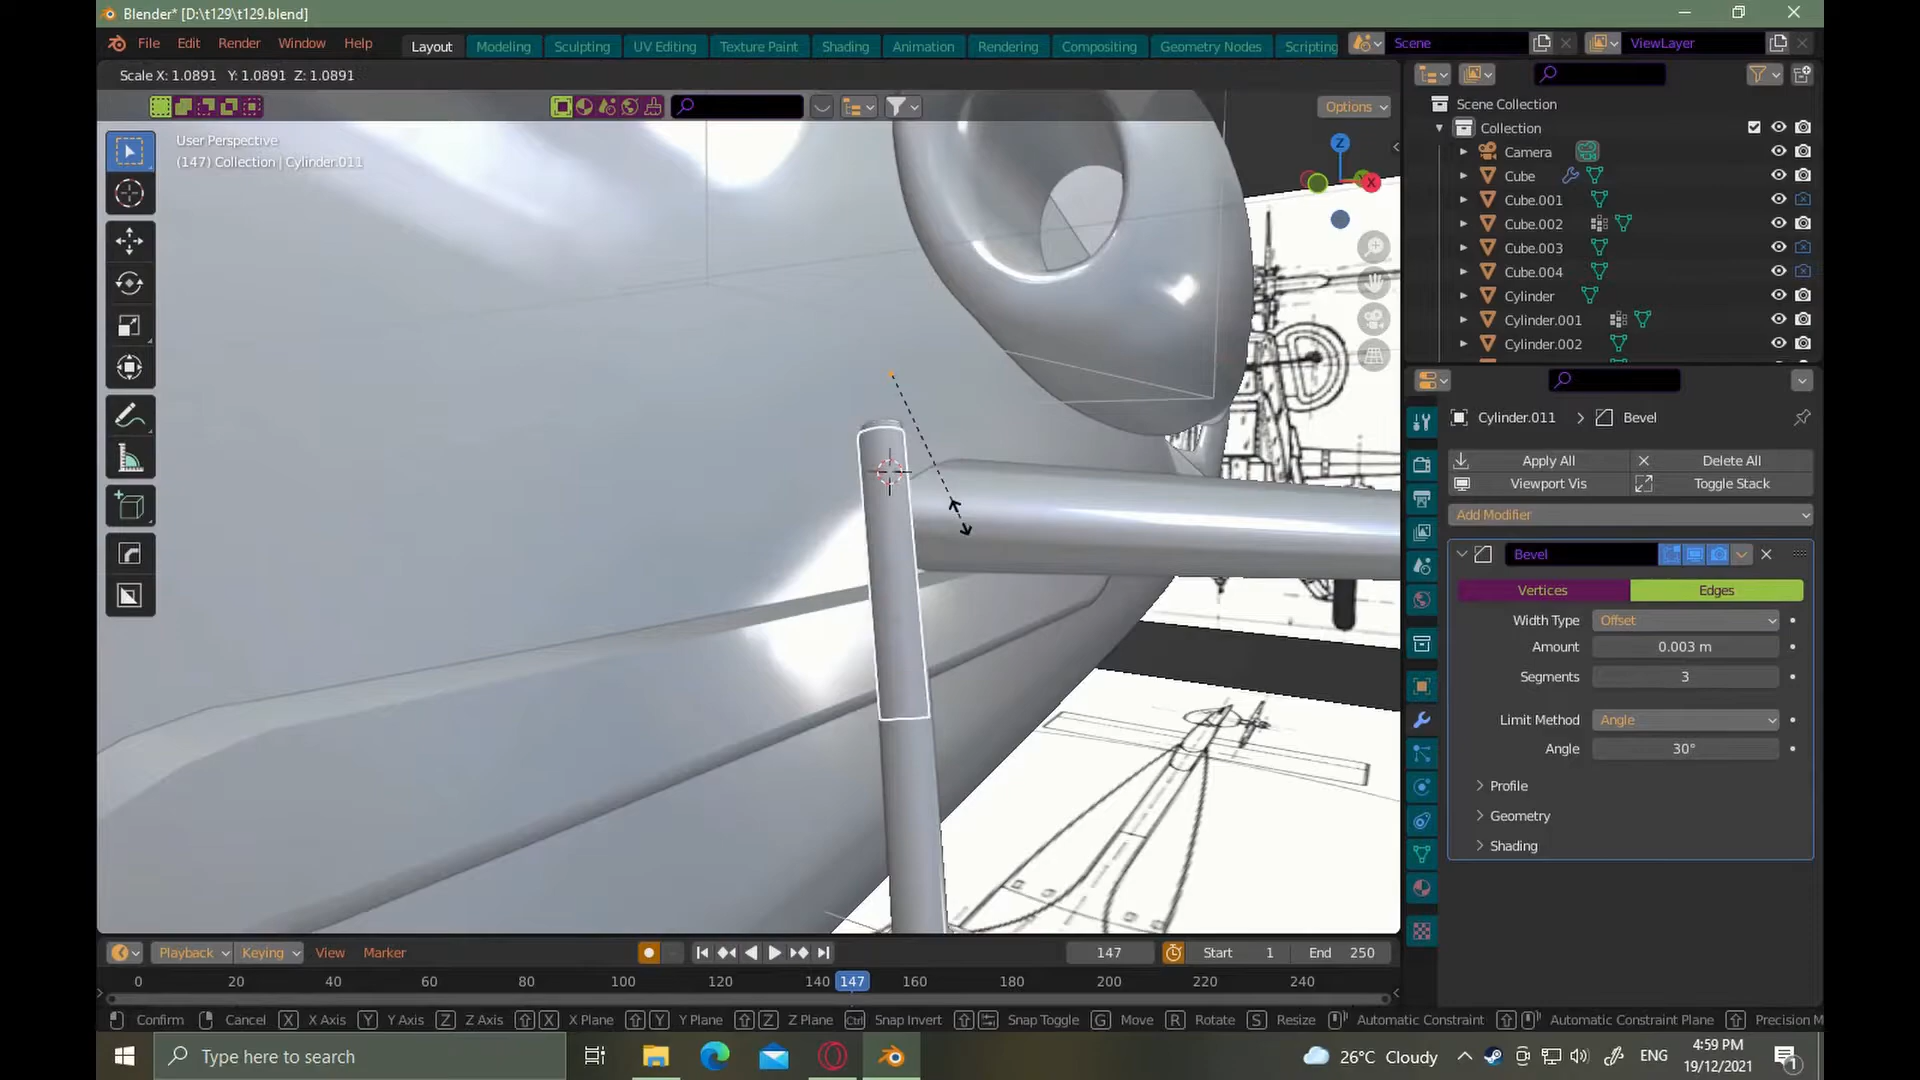 Blender* [D:\t129\t129.blend]
File Edit Render Window Help Layout Modeling Sculpting UV Editing Texture Paint Shading Animation Rendering Compositing Geometry Nodes Scripting Scene ViewLayer
Scale X: 1.0891 Y: 1.0891 Z: 1.0891
Options
User Perspective
(147) Collection | Cylinder.011
Z
X
Scene Collection
Collection
Camera
Cube
Cube.001
Cube.002
Cube.003
Cube.004
Cylinder
Cylinder.001
Cylinder.002
Cylinder.011 > Bevel
Apply All Delete All
Viewport Vis Toggle Stack
Add Modifier
Bevel
Vertices Edges
Width Type Offset
Amount 0.003 m
Segments 3
Limit Method Angle
Angle 30°
Profile
Geometry
Shading
Playback Keying View Marker 147 Start 1 End 250
0 20 40 60 80 100 120 140 147 160 180 200 220 240
Confirm Cancel X X Axis Y Y Axis Z Z Axis X X Plane Y Y Plane Z Z Plane Ctrl Snap Invert Snap Toggle G Move R Rotate S Resize Automatic Constraint Automatic Constraint Plane Precision M
Type here to search 26°C Cloudy ENG
4:59 PM
19/12/2021
1